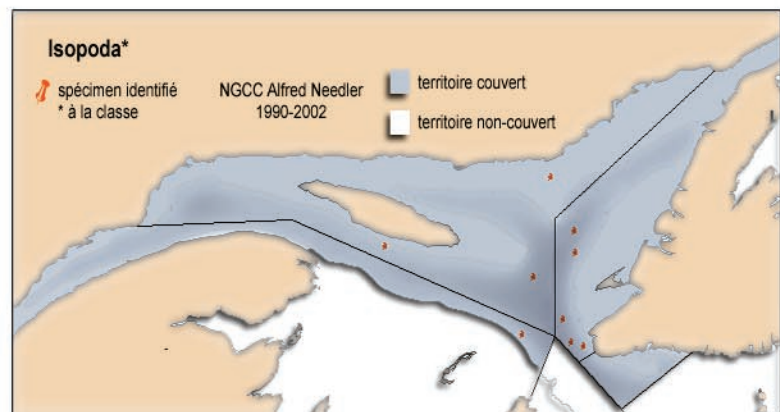 Isopoda*
spécimen identifié
* à la classe
NGCC Alfred Needler
1990-2002
territoire couvert
territoire non-couvert